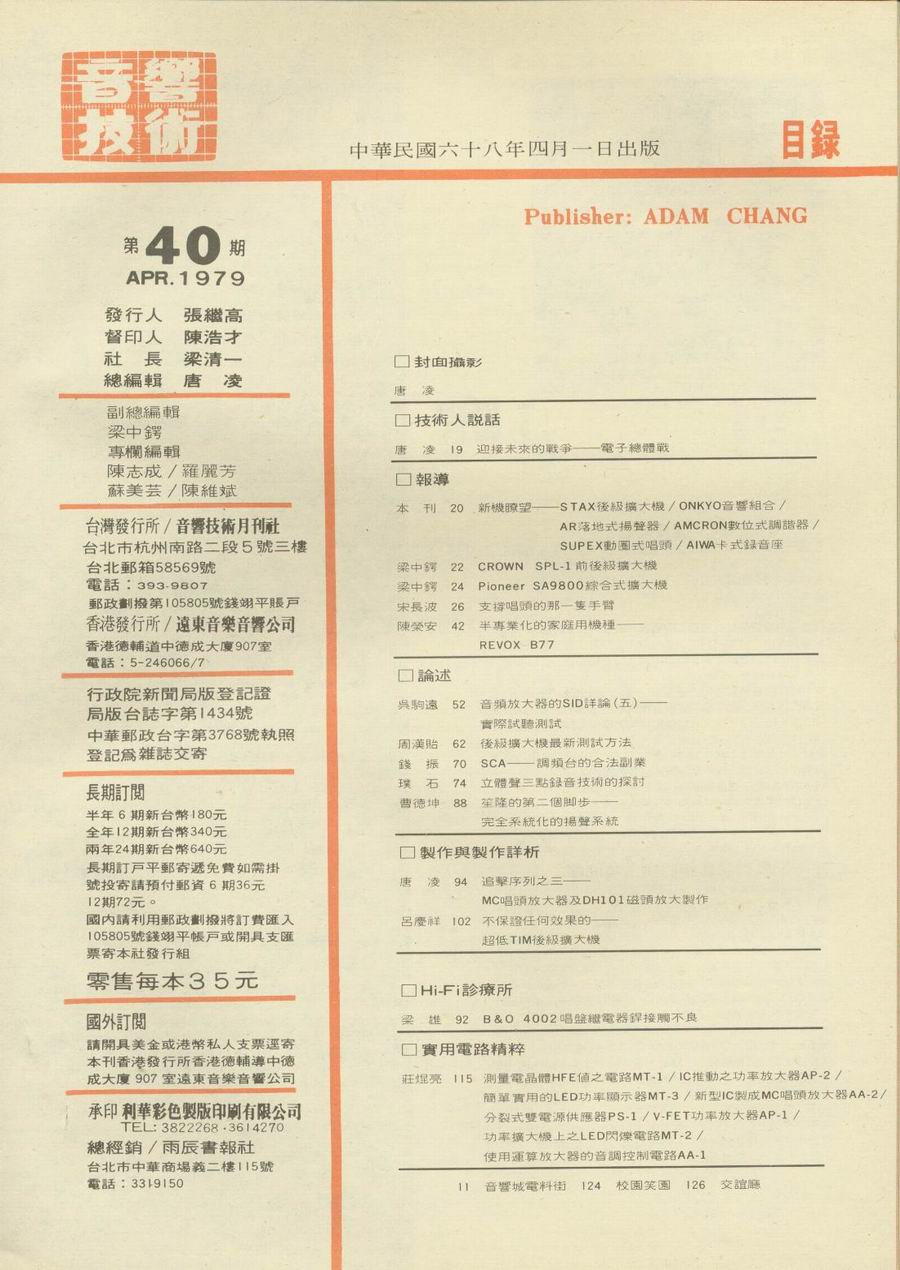 音響
技術
中華民國六十八年四月一日出版
目録
Publisher: ADAM CHANG
第40期
APR.1979
發行人 張繼高
督印人 陳浩才
社 長 梁清一
總編輯 唐 凌
副總編輯
梁中鍔
專欄編輯
陳志成/羅麗芳
蘇美芸/陳維斌
台灣發行所/音響技術月刊社
台北市杭州南路二段5號三樓
台北郵箱58569號
電話：393-9807
郵政劃撥第105805號錢翊平賬戶
香港發行所/遠東音樂音響公司
香港德輔道中德成大廈907室
電話：5-246066/7
行政院新聞局版登記證
局版台誌字第1434號
中華郵政台字第3768號執照
登記爲雜誌交寄
長期訂閲
半年6期新台幣180元
全年12期新台幣340元
兩年24期新台幣640元
長期訂戶平郵寄遞免費如需掛
號投寄請預付郵資6期36元
12期72元。
國内請利用郵政劃撥將訂費匯入
105805號錢翊平帳戶或開具支匯
票寄本社發行組
零售每本35元
國外訂閲
請開具美金或港幣私人支票逕寄
本刊香港發行所香港德輔導中德
成大廈 907 室遠東音樂音響公司
承印 利華彩色製版印刷有限公司
TEL: 3822268·3614270
總經銷/雨辰書報社
台北市中華商場義二樓115號
電話：3319150
□封面攝影
唐 凌
□技術人説話
唐 凌 19 迎接未來的戰爭——電子總體戰
□報導
本 刊 20 新機瞭望——STAX後級擴大機/ONKYO音響組合/
AR落地式揚聲器/AMCRON數位式調諧器/
SUPEX動圈式唱頭/AIWA卡式録音座
梁中鍔 22 CROWN SPL-1 前後級擴大機
梁中鍔 24 Pioneer SA9800綜合式擴大機
宋長波 26 支撐唱頭的那一隻手臂
陳榮安 42 半專業化的家庭用機種——
REVOX B77
□論述
吳駒遠 52 音頻放大器的SID詳論(五)——
實際試聽測試
周漢貽 62 後級擴大機最新測試方法
錢 振 70 SCA——調頻台的合法副業
璞 石 74 立體聲三點録音技術的探討
曹德坤 88 笙隆的第二個脚步——
完全系統化的揚聲系統
□製作與製作詳析
唐 凌 94 追擊序列之三——
MC唱頭放大器及DH101磁頭放大製作
呂慶祥 102 不保證任何效果的——
超低TIM後級擴大機
□Hi-Fi診療所
梁 雄 92 B&O 4002唱盤繼電器銲接觸不良
□實用電路精粹
莊焜亮 115 測量電晶體HFE値之電路MT-1/IC推動之功率放大器AP-2/
簡單實用的LED功率顯示器MT-3/新型IC製成MC唱頭放大器AA-2/
分裂式雙電源供應器PS-1/V-FET功率放大器AP-1/
功率擴大機上之LED閃爍電路MT-2/
使用運算放大器的音調控制電路AA-1
11 音響城電料街 124 校園笑園 126 交誼廳